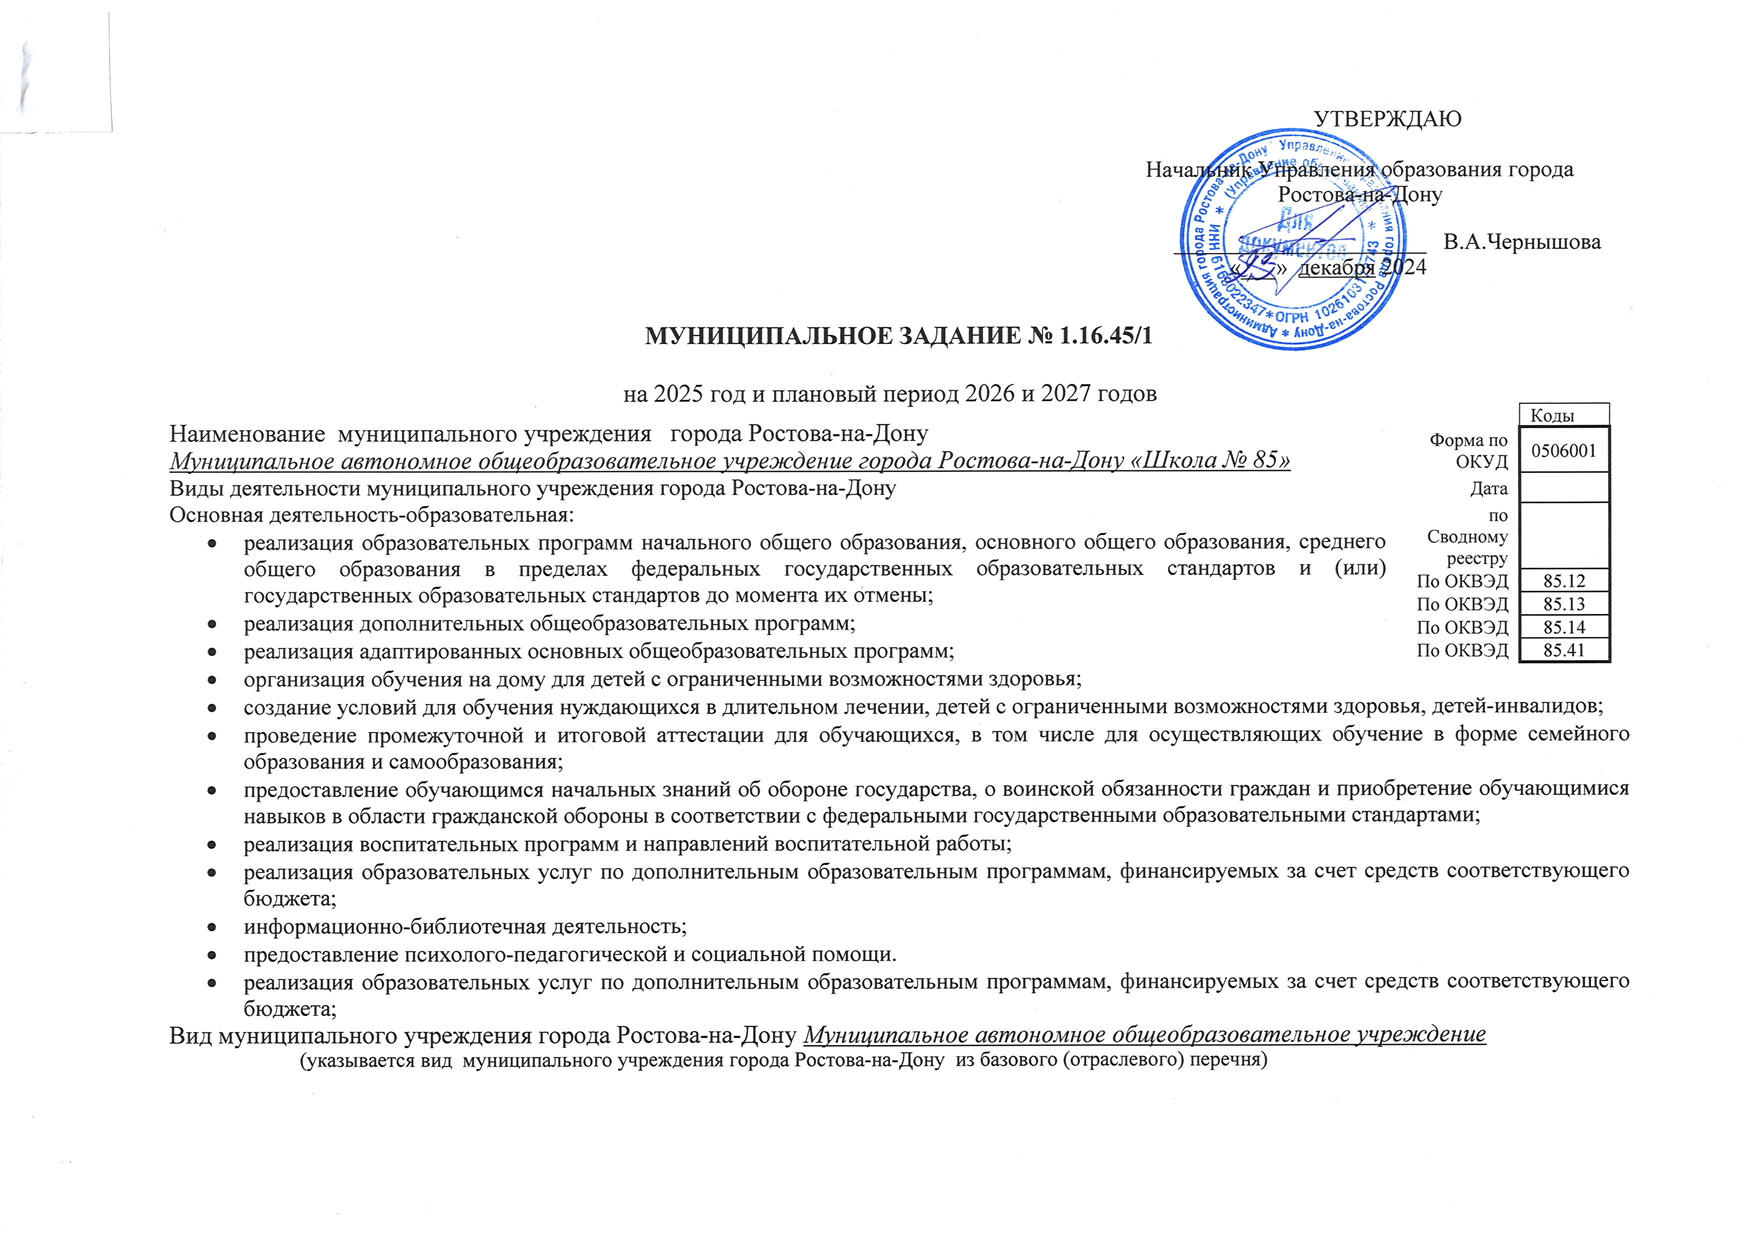 УТВЕРЖДАЮ
Начальник Управления образования города
Ростова-на-Дону
В.А.Чернышова
« » декабря 2024
Для
документов
ИНН 6168022347 * ОГРН
МУНИЦИПАЛЬНОЕ ЗАДАНИЕ № 1.16.45/1
на 2025 год и плановый период 2026 и 2027 годов
Коды
Наименование муниципального учреждения города Ростова-на-Дону
Муниципальное автономное общеобразовательное учреждение города Ростова-на-Дону «Школа № 85»
Форма по
ОКУД 0506001
Виды деятельности муниципального учреждения города Ростова-на-Дону
Дата
Основная деятельность-образовательная:
по
Сводному
реестру
• реализация образовательных программ начального общего образования, основного общего образования, среднего
общего образования в пределах федеральных государственных образовательных стандартов и (или)
государственных образовательных стандартов до момента их отмены;
По ОКВЭД 85.12
По ОКВЭД 85.13
• реализация дополнительных общеобразовательных программ;
По ОКВЭД 85.14
• реализация адаптированных основных общеобразовательных программ;
По ОКВЭД 85.41
• организация обучения на дому для детей с ограниченными возможностями здоровья;
• создание условий для обучения нуждающихся в длительном лечении, детей с ограниченными возможностями здоровья, детей-инвалидов;
• проведение промежуточной и итоговой аттестации для обучающихся, в том числе для осуществляющих обучение в форме семейного
образования и самообразования;
• предоставление обучающимся начальных знаний об обороне государства, о воинской обязанности граждан и приобретение обучающимися
навыков в области гражданской обороны в соответствии с федеральными государственными образовательными стандартами;
• реализация воспитательных программ и направлений воспитательной работы;
• реализация образовательных услуг по дополнительным образовательным программам, финансируемых за счет средств соответствующего
бюджета;
• информационно-библиотечная деятельность;
• предоставление психолого-педагогической и социальной помощи.
• реализация образовательных услуг по дополнительным образовательным программам, финансируемых за счет средств соответствующего
бюджета;
Вид муниципального учреждения города Ростова-на-Дону Муниципальное автономное общеобразовательное учреждение
(указывается вид муниципального учреждения города Ростова-на-Дону из базового (отраслевого) перечня)